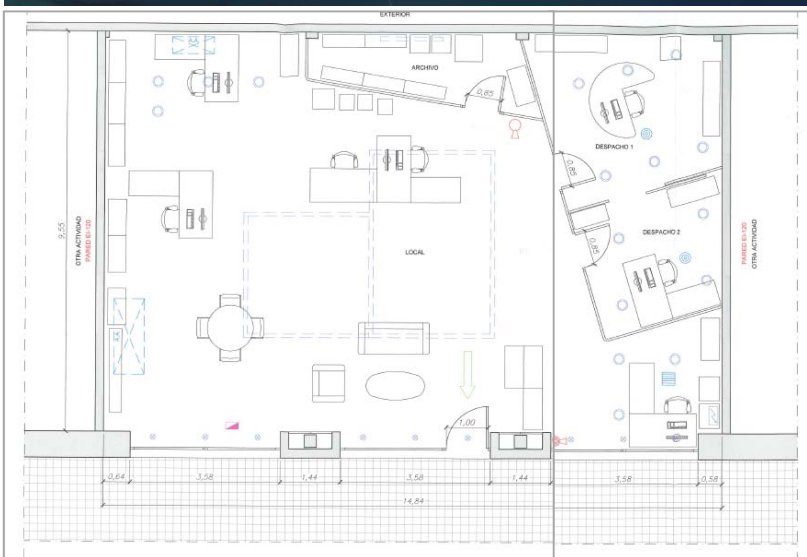 EXTERIOR
ARCHIVO
0,85
DESPACHO 1
0,85
9,55
OTRA ACTIVIDAD
PARED EI-120
LOCAL
0,85
DESPACHO 2
PARED EI-120
OTRA ACTIVIDAD
1,00
0,64
3,58
1,44
3,58
1,44
3,58
0,58
14,84